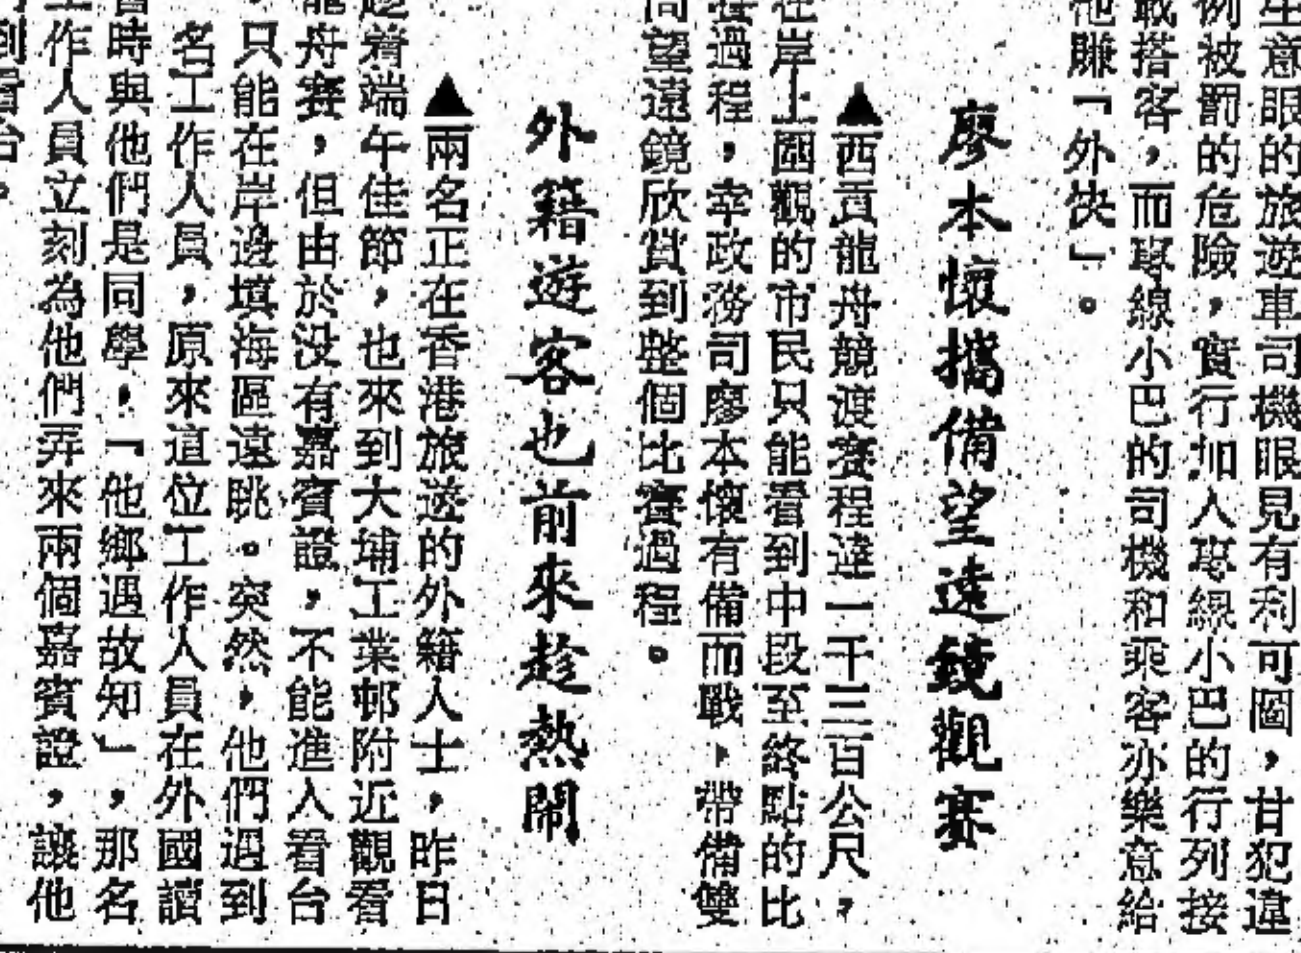 生意眼的旅遊車司機眼見有利可圖，甘犯違
例被罰的危險，實行加入專線小巴的行列接
載搭客，而專線小巴的司機和乘客亦樂意給
他賺「外快」。
廖本懷攜備望遠鏡觀賽
▲西貢龍舟競渡賽程達一千三百公尺，
在岸上圍觀的市民只能看到中段至終點的比
賽過程，幸政務司廖本懷有備而戰，帶備雙
筒望遠鏡欣賞到整個比賽過程。
外籍遊客也前來趁熱鬧
▲兩名正在香港旅遊的外籍人士，昨日
趁着端午佳節，也來到大埔工業邨附近觀看
龍舟賽，但由於没有嘉賓證，不能進入看台
，只能在岸邊填海區遠眺。突然，他們遇到
名工作人員，原來這位工作人員在外國讀
書時與他們是同學，「他鄉遇故知」，那名
工作人員立刻為他們弄來兩個嘉賓證，讓他
到看台。